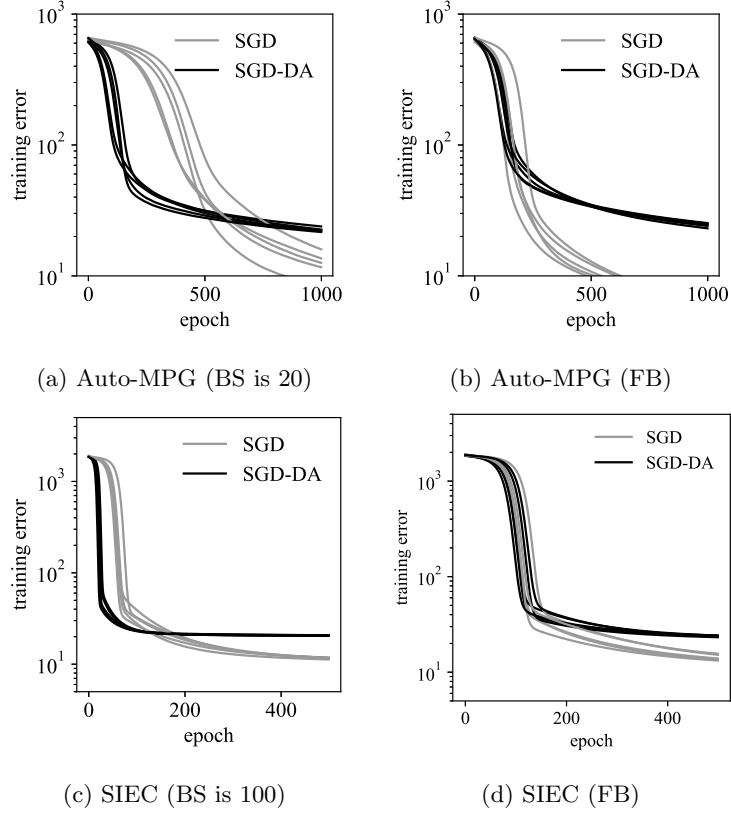 10^3
10^2
10^1
training error
SGD
SGD-DA
0
500
1000
epoch
(a) Auto-MPG (BS is 20)
10^3
10^2
10^1
training error
SGD
SGD-DA
0
500
1000
epoch
(b) Auto-MPG (FB)
10^3
10^2
10^1
training error
SGD
SGD-DA
0
200
400
epoch
(c) SIEC (BS is 100)
10^3
10^2
10^1
training error
SGD
SGD-DA
0
200
400
epoch
(d) SIEC (FB)